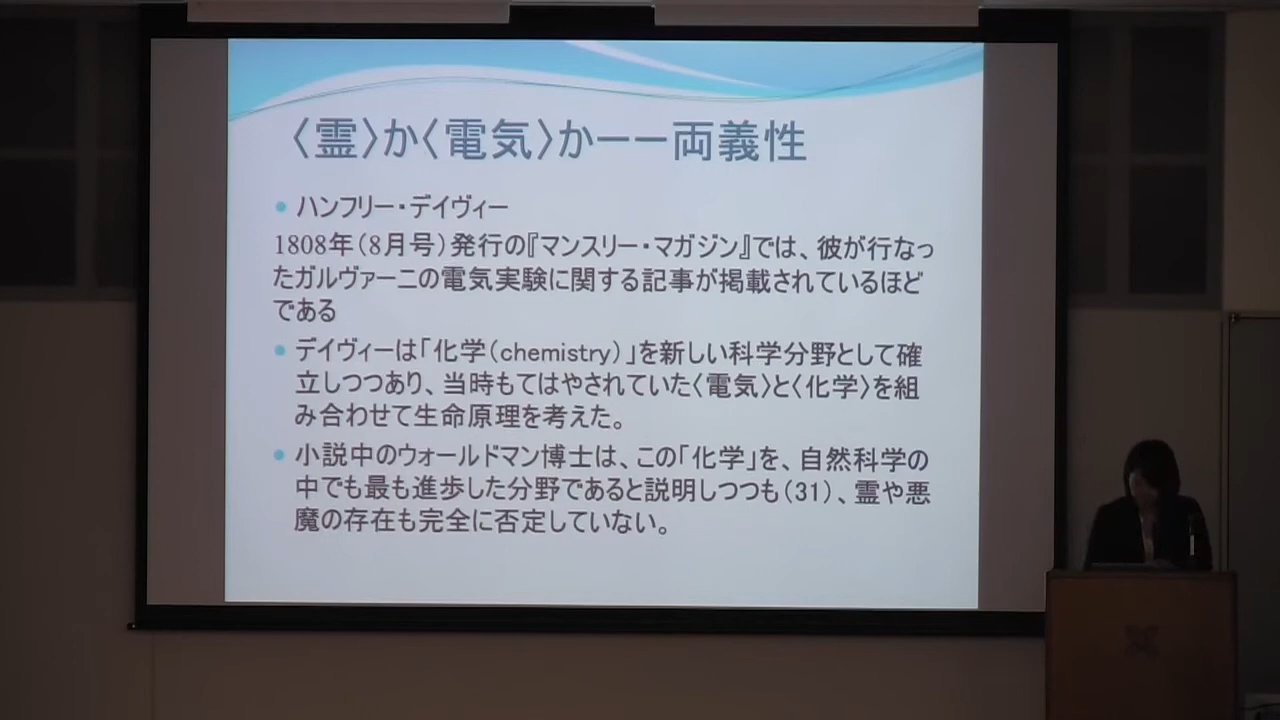 〈霊〉か〈電気〉かーー両義性
• ハンフリー・デイヴィー
1808年（8月号）発行の『マンスリー・マガジン』では、彼が行なっ
たガルヴァーニの電気実験に関する記事が掲載されているほど
である
• デイヴィーは「化学（chemistry）」を新しい科学分野として確
立しつつあり、当時もてはやされていた〈電気〉と〈化学〉を組
み合わせて生命原理を考えた。
• 小説中のウォールドマン博士は、この「化学」を、自然科学の
中でも最も進歩した分野であると説明しつつも（31）、霊や悪
魔の存在も完全に否定していない。